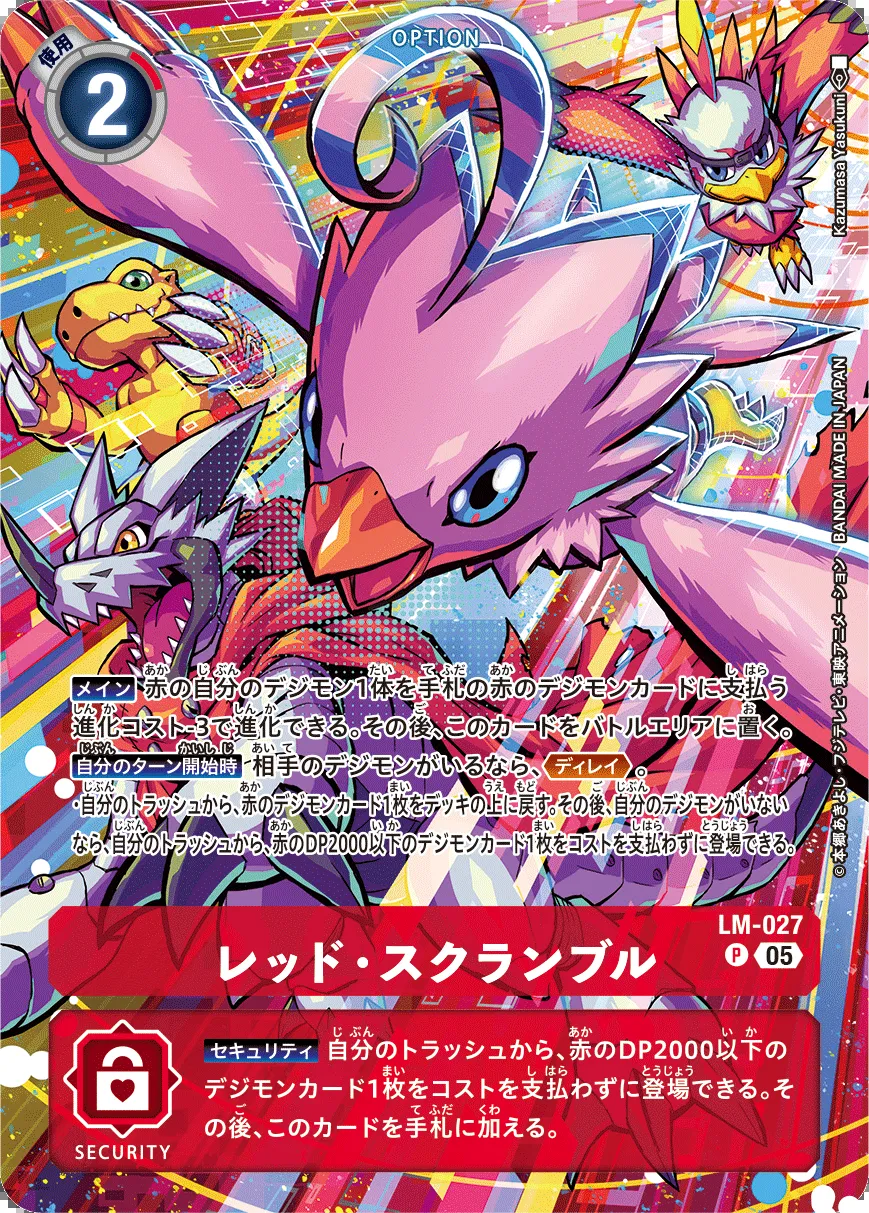 OPTION
使用
2
Kazumasa Yasukuni
メイン 赤の自分のデジモン1体を手札の赤のデジモンカードに支払う
進化コスト-3で進化できる。その後、このカードをバトルエリアに置く。
自分のターン開始時 相手のデジモンがいるなら、ディレイ。
・自分のトラッシュから、赤のデジモンカード1枚をデッキの上に戻す。その後、自分のデジモンがいない
なら、自分のトラッシュから、赤のDP2000以下のデジモンカード1枚をコストを支払わずに登場できる。
©本郷あきよし・フジテレビ・東映アニメーション BANDAI MADE IN JAPAN
LM-027
レッド・スクランブル
P 05
セキュリティ 自分のトラッシュから、赤のDP2000以下の
デジモンカード1枚をコストを支払わずに登場できる。そ
の後、このカードを手札に加える。
SECURITY